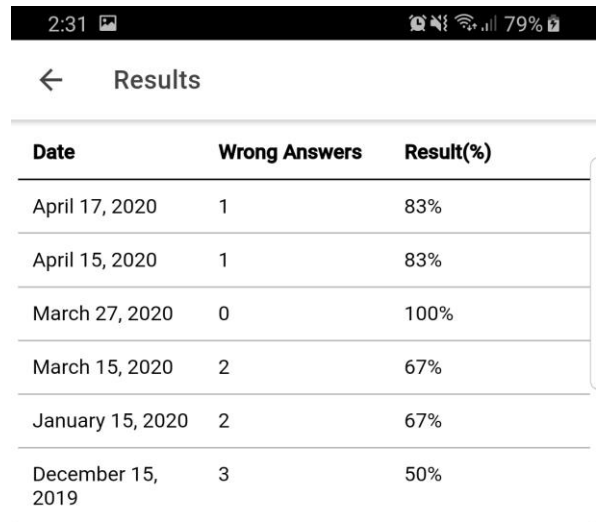 2:31 79%
Results
Date Wrong Answers Result(%)
April 17, 2020 1 83%
April 15, 2020 1 83%
March 27, 2020 0 100%
March 15, 2020 2 67%
January 15, 2020 2 67%
December 15, 3 50%
2019